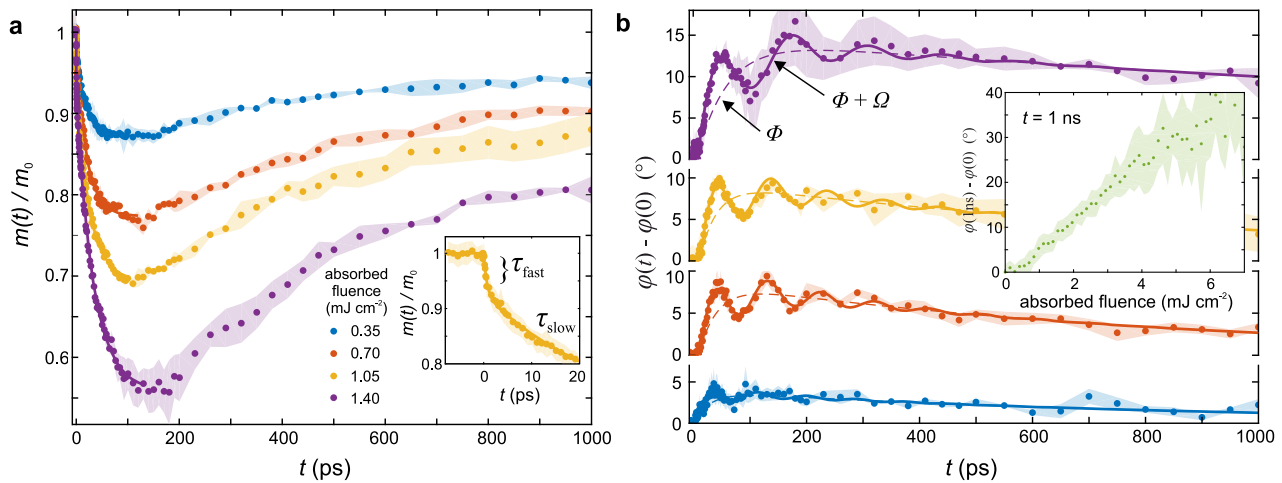 a
m(t) / m₀
1
0.9
0.8
0.7
0.6
0 200 400 600 800 1000
t (ps)
absorbed
fluence
(mJ cm⁻²)
0.35
0.70
1.05
1.40
m(t) / m₀
1
0.9
0.8
0 10 20
t (ps)
} τfast
τslow
b
φ(t) - φ(0) (°)
15
10
5
0
10
5
0
10
5
0
5
0
0 200 400 600 800 1000
t (ps)
Φ + Ω
Φ
t = 1 ns
φ(1ns) - φ(0) (°)
40
30
20
10
0
0 2 4 6
absorbed fluence (mJ cm⁻²)